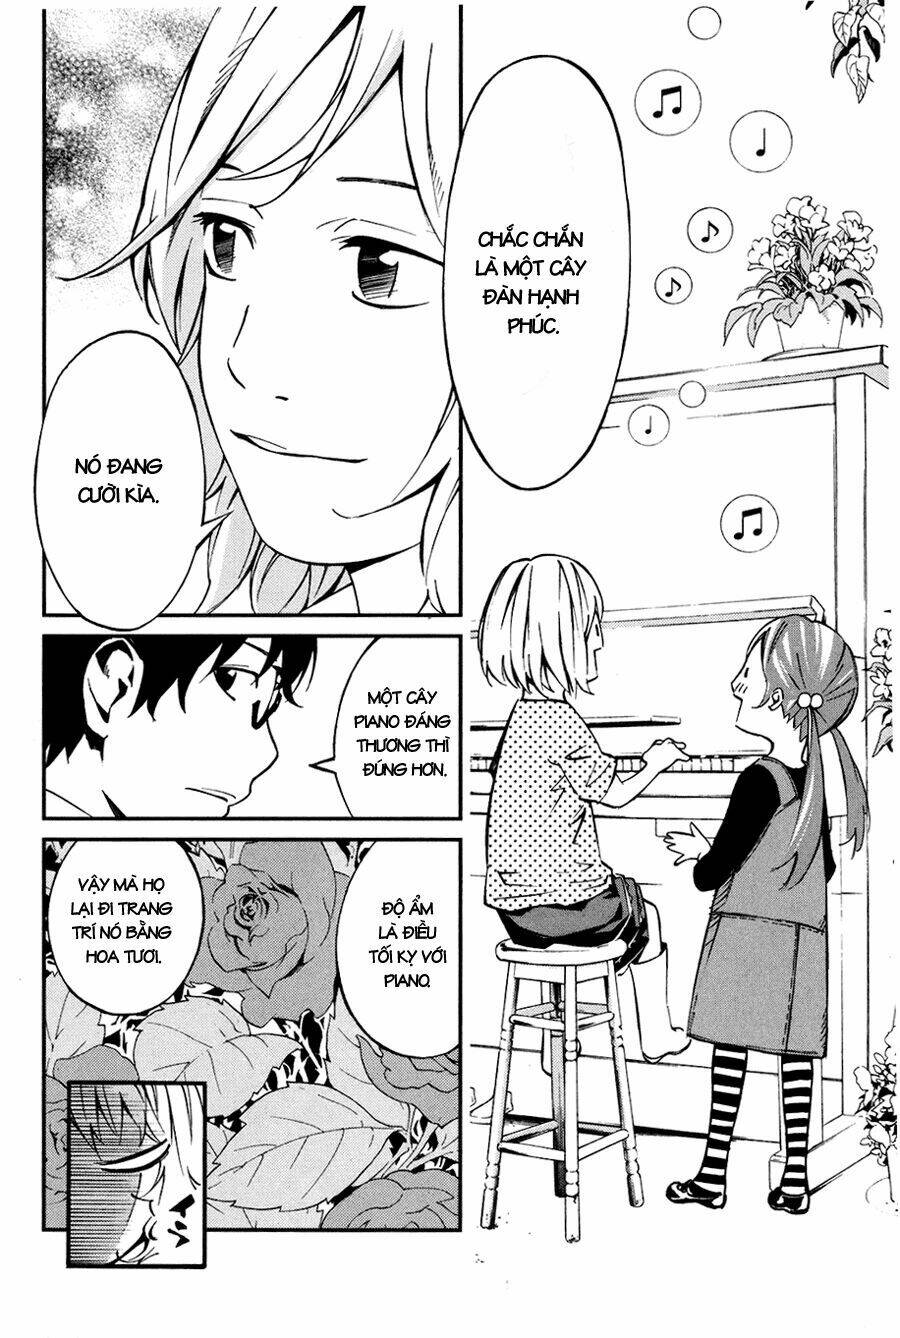 CHẮC CHẮN
LÀ MỘT CÂY
ĐÀN HẠNH
PHÚC.
NÓ ĐANG
CƯỜI KÌA.
MỘT CÂY
PIANO ĐÁNG
THƯƠNG THÌ
ĐÚNG HƠN.
ĐỘ ẨM
LÀ ĐIỀU
TỐI KỴ VỚI
PIANO.
VẬY MÀ HỌ
LẠI ĐI TRANG
TRÍ NÓ BẰNG
HOA TƯƠI.